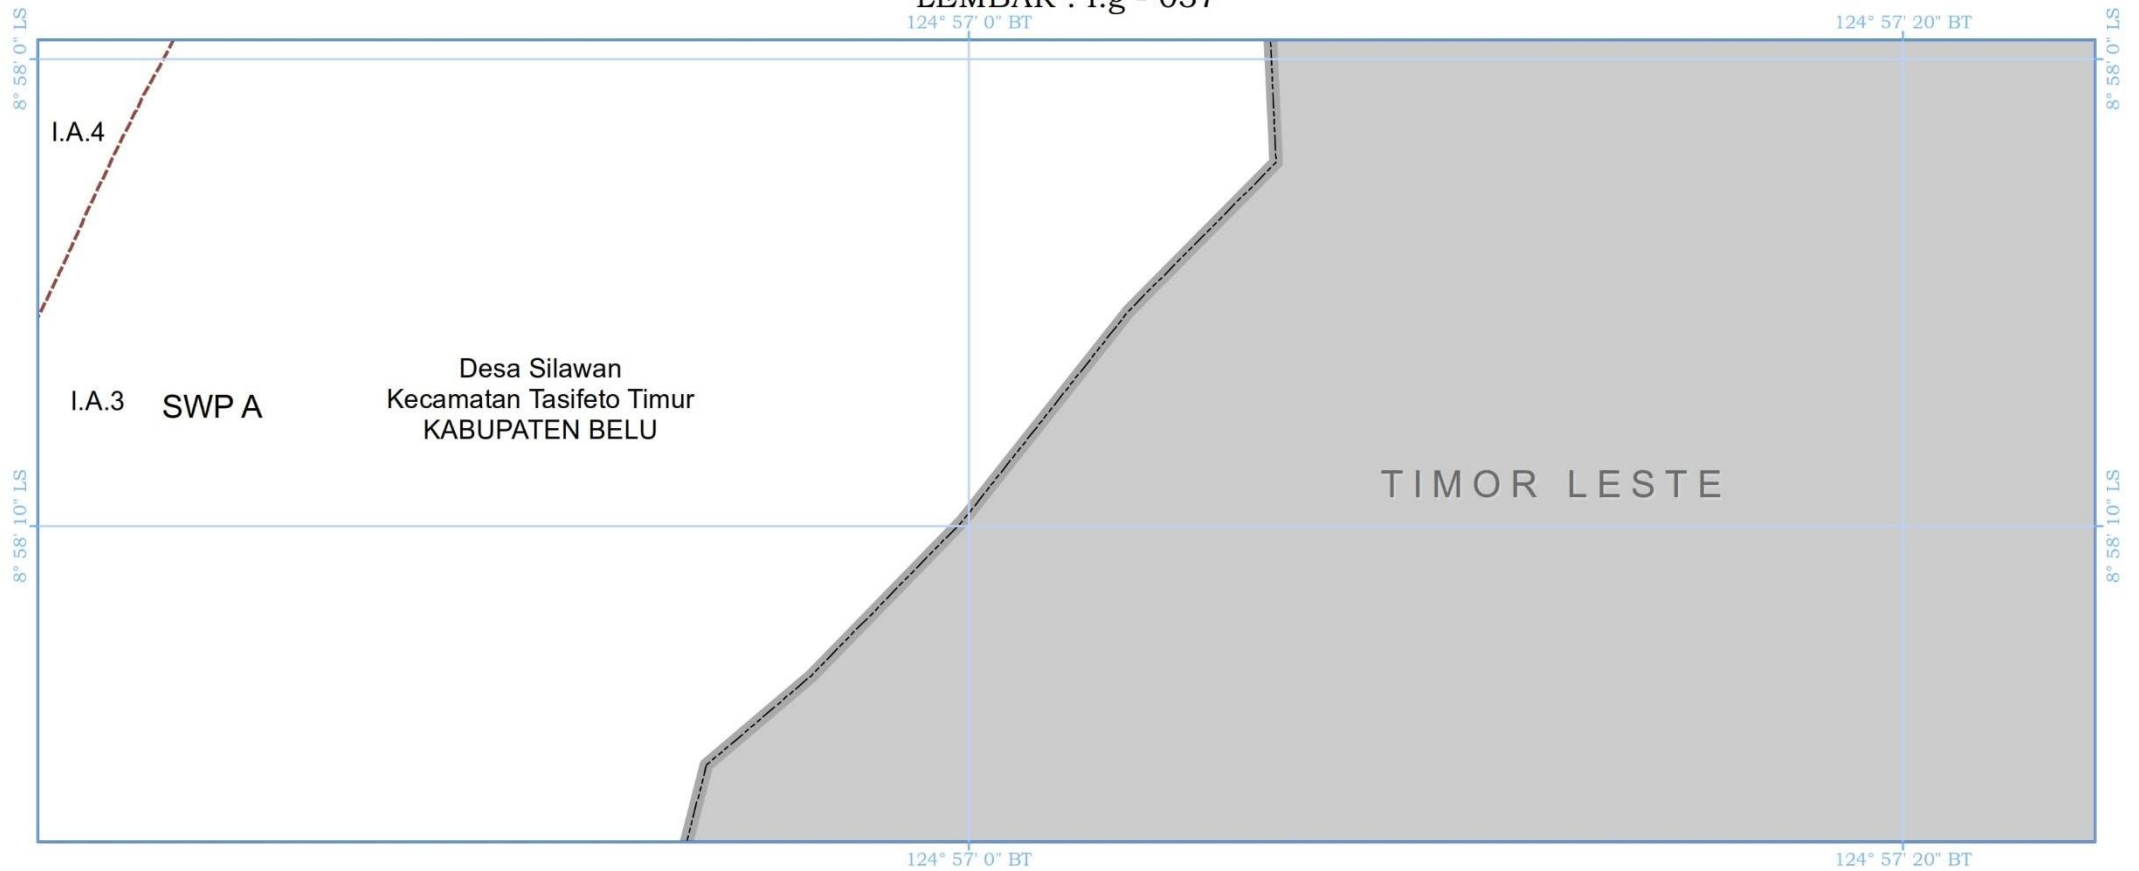 LEMBAR : I.g - 037
124° 57' 0" BT
124° 57' 20" BT
8° 58' 0" LS
8° 58' 0" LS
I.A.4
Desa Silawan
Kecamatan Tasifeto Timur
KABUPATEN BELU
I.A.3
SWP A
TIMOR LESTE
8° 58' 10" LS
8° 58' 10" LS
124° 57' 0" BT
124° 57' 20" BT